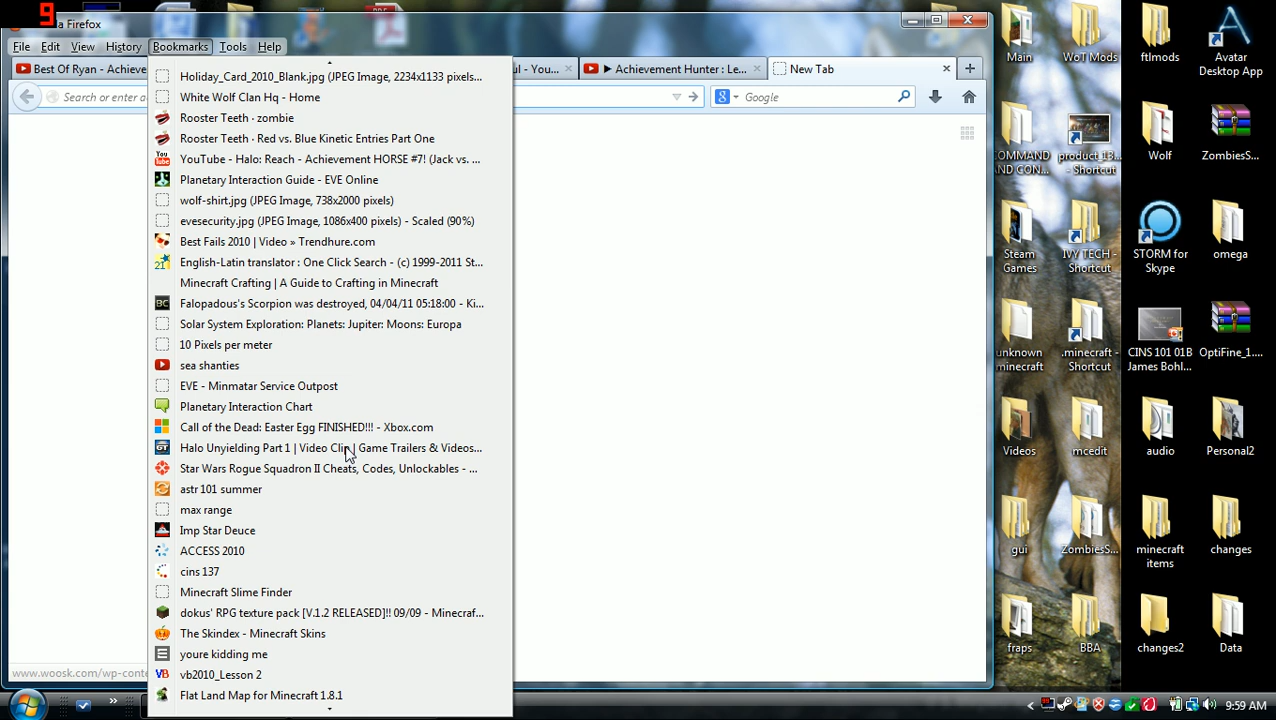 9
la Firefox
File Edit View History Bookmarks Tools Help
Best Of Ryan - Achieve
ul - You...
▶ Achievement Hunter : Le...
New Tab
Search or enter a
Google
Holiday_Card_2010_Blank.jpg (JPEG Image, 2234x1133 pixels...
White Wolf Clan Hq - Home
Rooster Teeth · zombie
Rooster Teeth · Red vs. Blue Kinetic Entries Part One
YouTube - Halo: Reach - Achievement HORSE #7! (Jack vs. ...
Planetary Interaction Guide - EVE Online
wolf-shirt.jpg (JPEG Image, 738x2000 pixels)
evesecurity.jpg (JPEG Image, 1086x400 pixels) - Scaled (90%)
Best Fails 2010 | Video » Trendhure.com
English-Latin translator : One Click Search - (c) 1999-2011 St...
Minecraft Crafting | A Guide to Crafting in Minecraft
Falopadous's Scorpion was destroyed, 04/04/11 05:18:00 - Ki...
Solar System Exploration: Planets: Jupiter: Moons: Europa
10 Pixels per meter
sea shanties
EVE - Minmatar Service Outpost
Planetary Interaction Chart
Call of the Dead: Easter Egg FINISHED!!! - Xbox.com
Halo Unyielding Part 1 | Video Clip | Game Trailers & Videos...
Star Wars Rogue Squadron II Cheats, Codes, Unlockables - ...
astr 101 summer
max range
Imp Star Deuce
ACCESS 2010
cins 137
Minecraft Slime Finder
dokus' RPG texture pack [V.1.2 RELEASED]!! 09/09 - Minecraf...
The Skindex - Minecraft Skins
youre kidding me
vb2010_Lesson 2
Flat Land Map for Minecraft 1.8.1
www.woosk.com/wp-conte
Main
WoT Mods
ftlmods
Avatar
Desktop App
COMMAND
AND CON...
product_13...
- Shortcut
Wolf
ZombiesS...
Steam
Games
IVY TECH -
Shortcut
STORM for
Skype
omega
unknown
minecraft
.minecraft -
Shortcut
CINS 101 01B
James Bohl...
OptiFine_1....
Videos
mcedit
audio
Personal2
gui
ZombiesS...
minecraft
items
changes
fraps
BBA
changes2
Data
9:59 AM